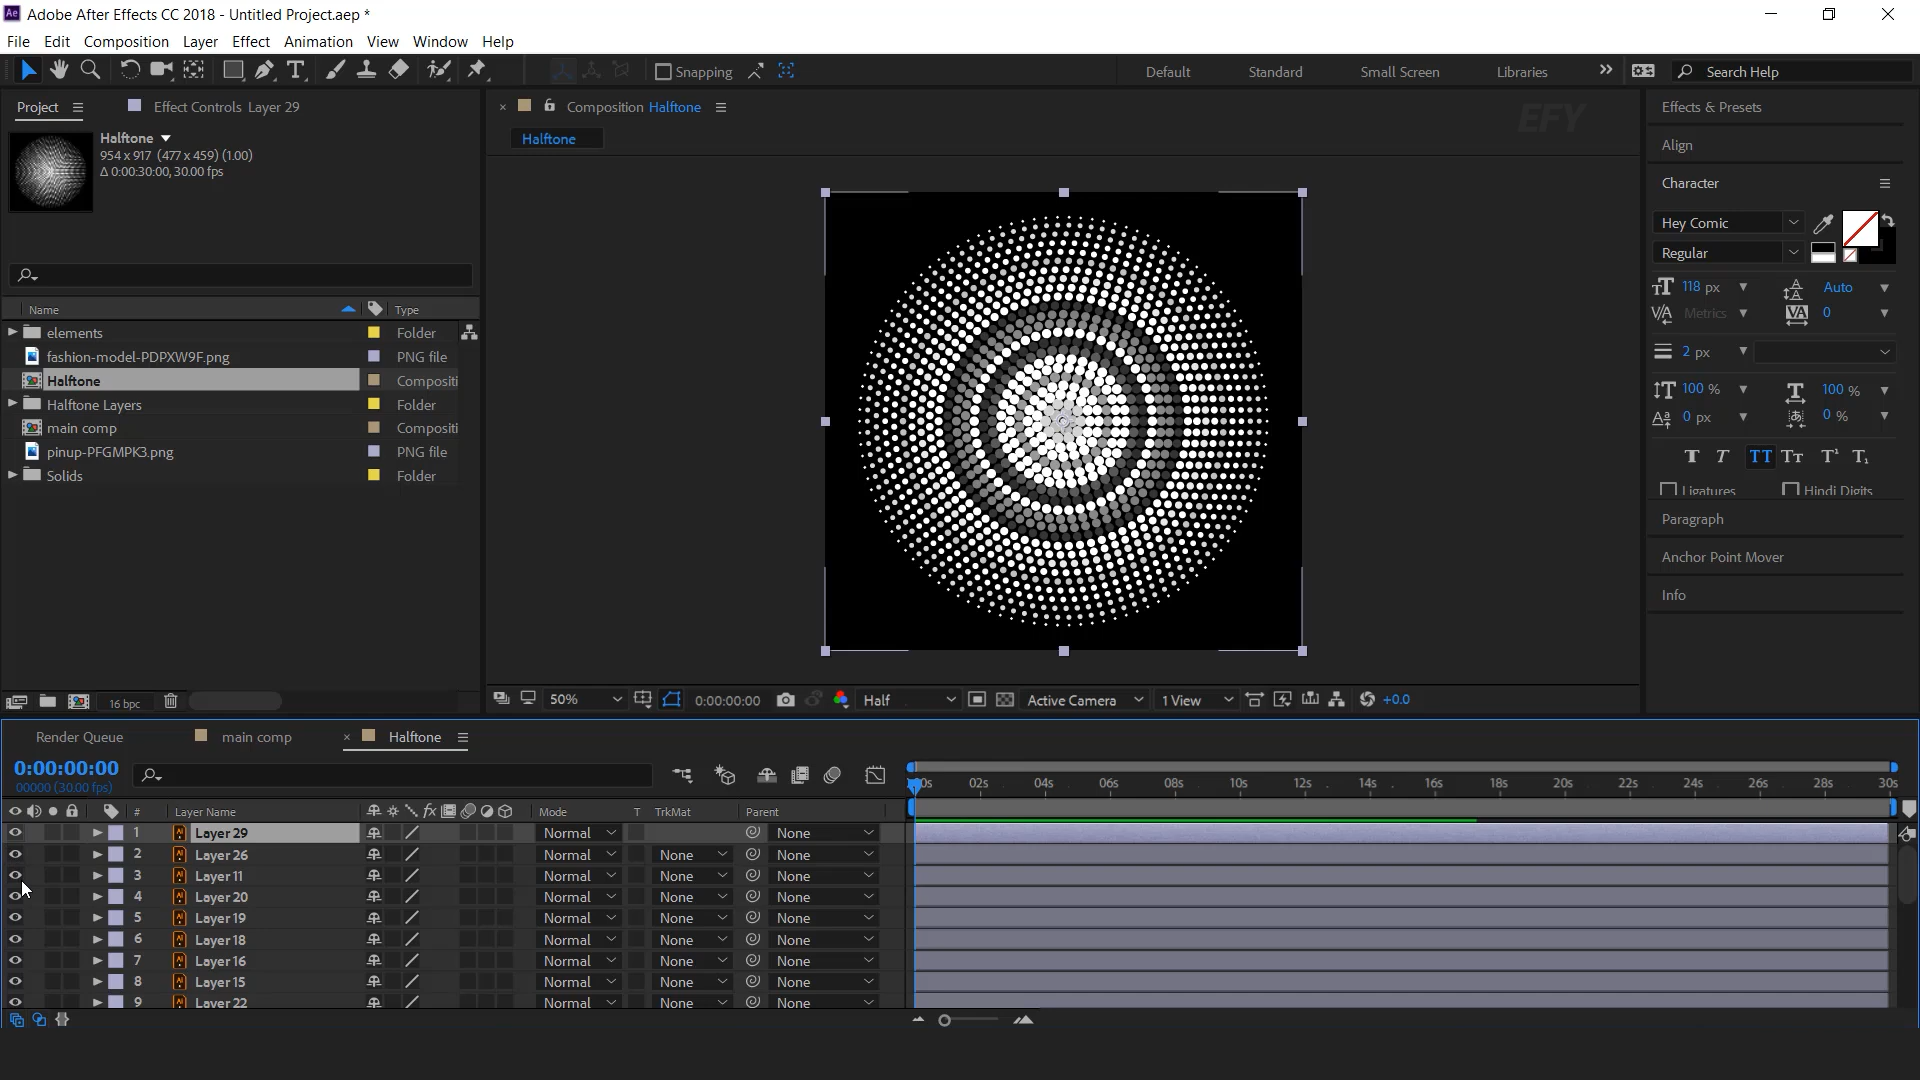 Adobe After Effects CC 2018 - Untitled Project.aep *
File Edit Composition Layer Effect Animation View Window Help
Snapping Default Standard Small Screen Libraries Search Help
Project Effect Controls Layer 29
Halftone
954 x 917 (477 x 459) (1.00)
Δ 0:00:30:00, 30.00 fps
Name Type
elements Folder
fashion-model-PDPXW9F.png PNG file
Halftone Compositi
Halftone Layers Folder
main comp Compositi
pinup-PFGMPK3.png PNG file
Solids Folder
16 bpc
Composition Halftone
Halftone
EFY
50% 0:00:00:00 Half Active Camera 1 View +0.0
Effects & Presets
Align
Character
Hey Comic
Regular
118 px Auto
Metrics 0
2 px
100 % 100 %
0 px 0 %
Ligatures Hindi Digits
Paragraph
Anchor Point Mover
Info
Render Queue main comp Halftone
0:00:00:00
00000 (30.00 fps)
00s 02s 04s 06s 08s 10s 12s 14s 16s 18s 20s 22s 24s 26s 28s 30s
# Layer Name Mode T TrkMat Parent
1 Layer 29 Normal None
2 Layer 26 Normal None None
3 Layer 11 Normal None None
4 Layer 20 Normal None None
5 Layer 19 Normal None None
6 Layer 18 Normal None None
7 Layer 16 Normal None None
8 Layer 15 Normal None None
9 Layer 22 Normal None None